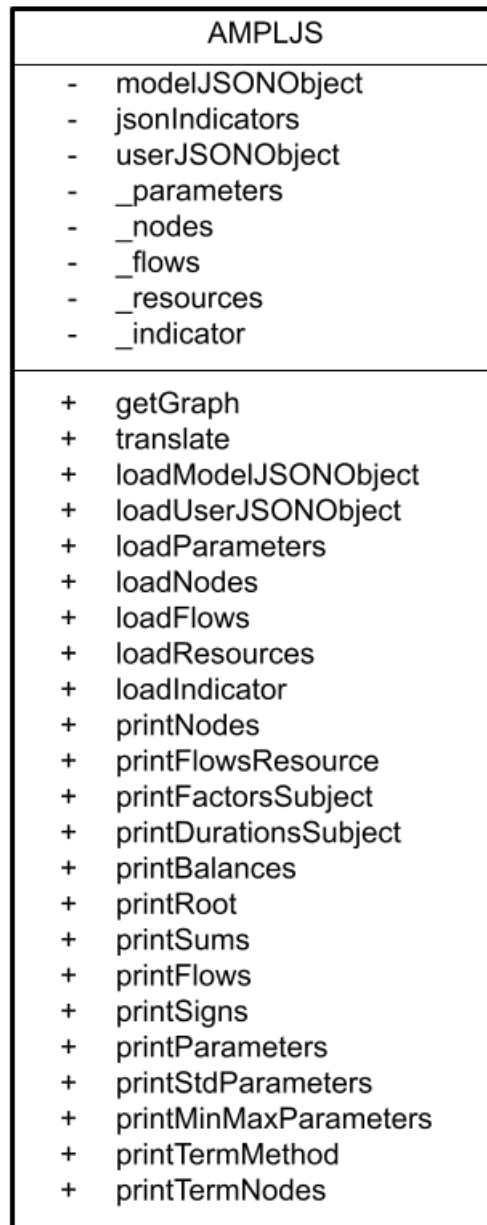 AMPLJS
- modelJSONObject
- jsonIndicators
- userJSONObject
- _parameters
- _nodes
- _flows
- _resources
- _indicator
+ getGraph
+ translate
+ loadModelJSONObject
+ loadUserJSONObject
+ loadParameters
+ loadNodes
+ loadFlows
+ loadResources
+ loadIndicator
+ printNodes
+ printFlowsResource
+ printFactorsSubject
+ printDurationsSubject
+ printBalances
+ printRoot
+ printSums
+ printFlows
+ printSigns
+ printParameters
+ printStdParameters
+ printMinMaxParameters
+ printTermMethod
+ printTermNodes